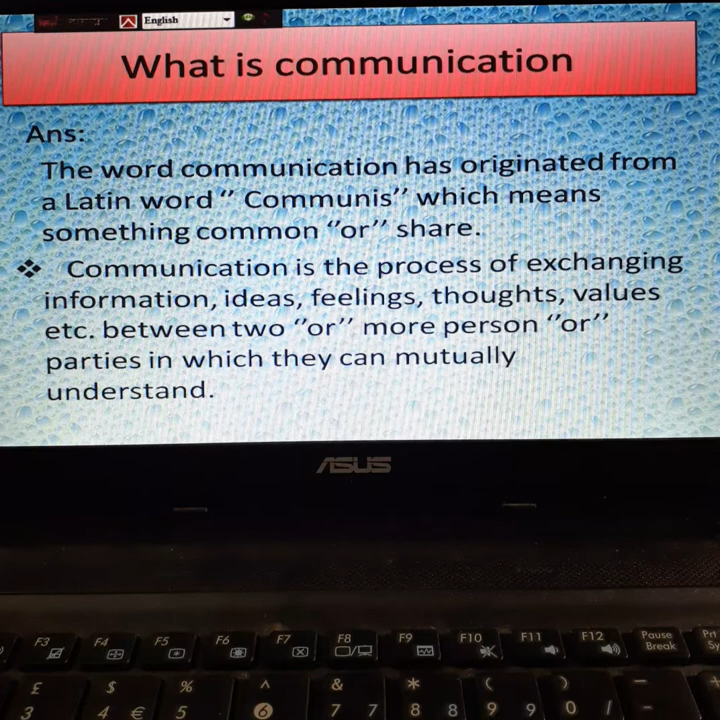 English
What is communication
Ans:
The word communication has originated from
a Latin word ‘’ Communis’’ which means
something common ‘’or’’ share.
❖ Communication is the process of exchanging
information, ideas, feelings, thoughts, values
etc. between two ‘’or’’ more person ‘’or’’
parties in which they can mutually
understand.
ASUS
F3 F4 F5 F6 F7 F8 F9 F10 F11 F12 Pause
Break
£ $ % ^ & * ( ) _ +
3 4 € 5 6 7 7 8 8 9 9 0 / -